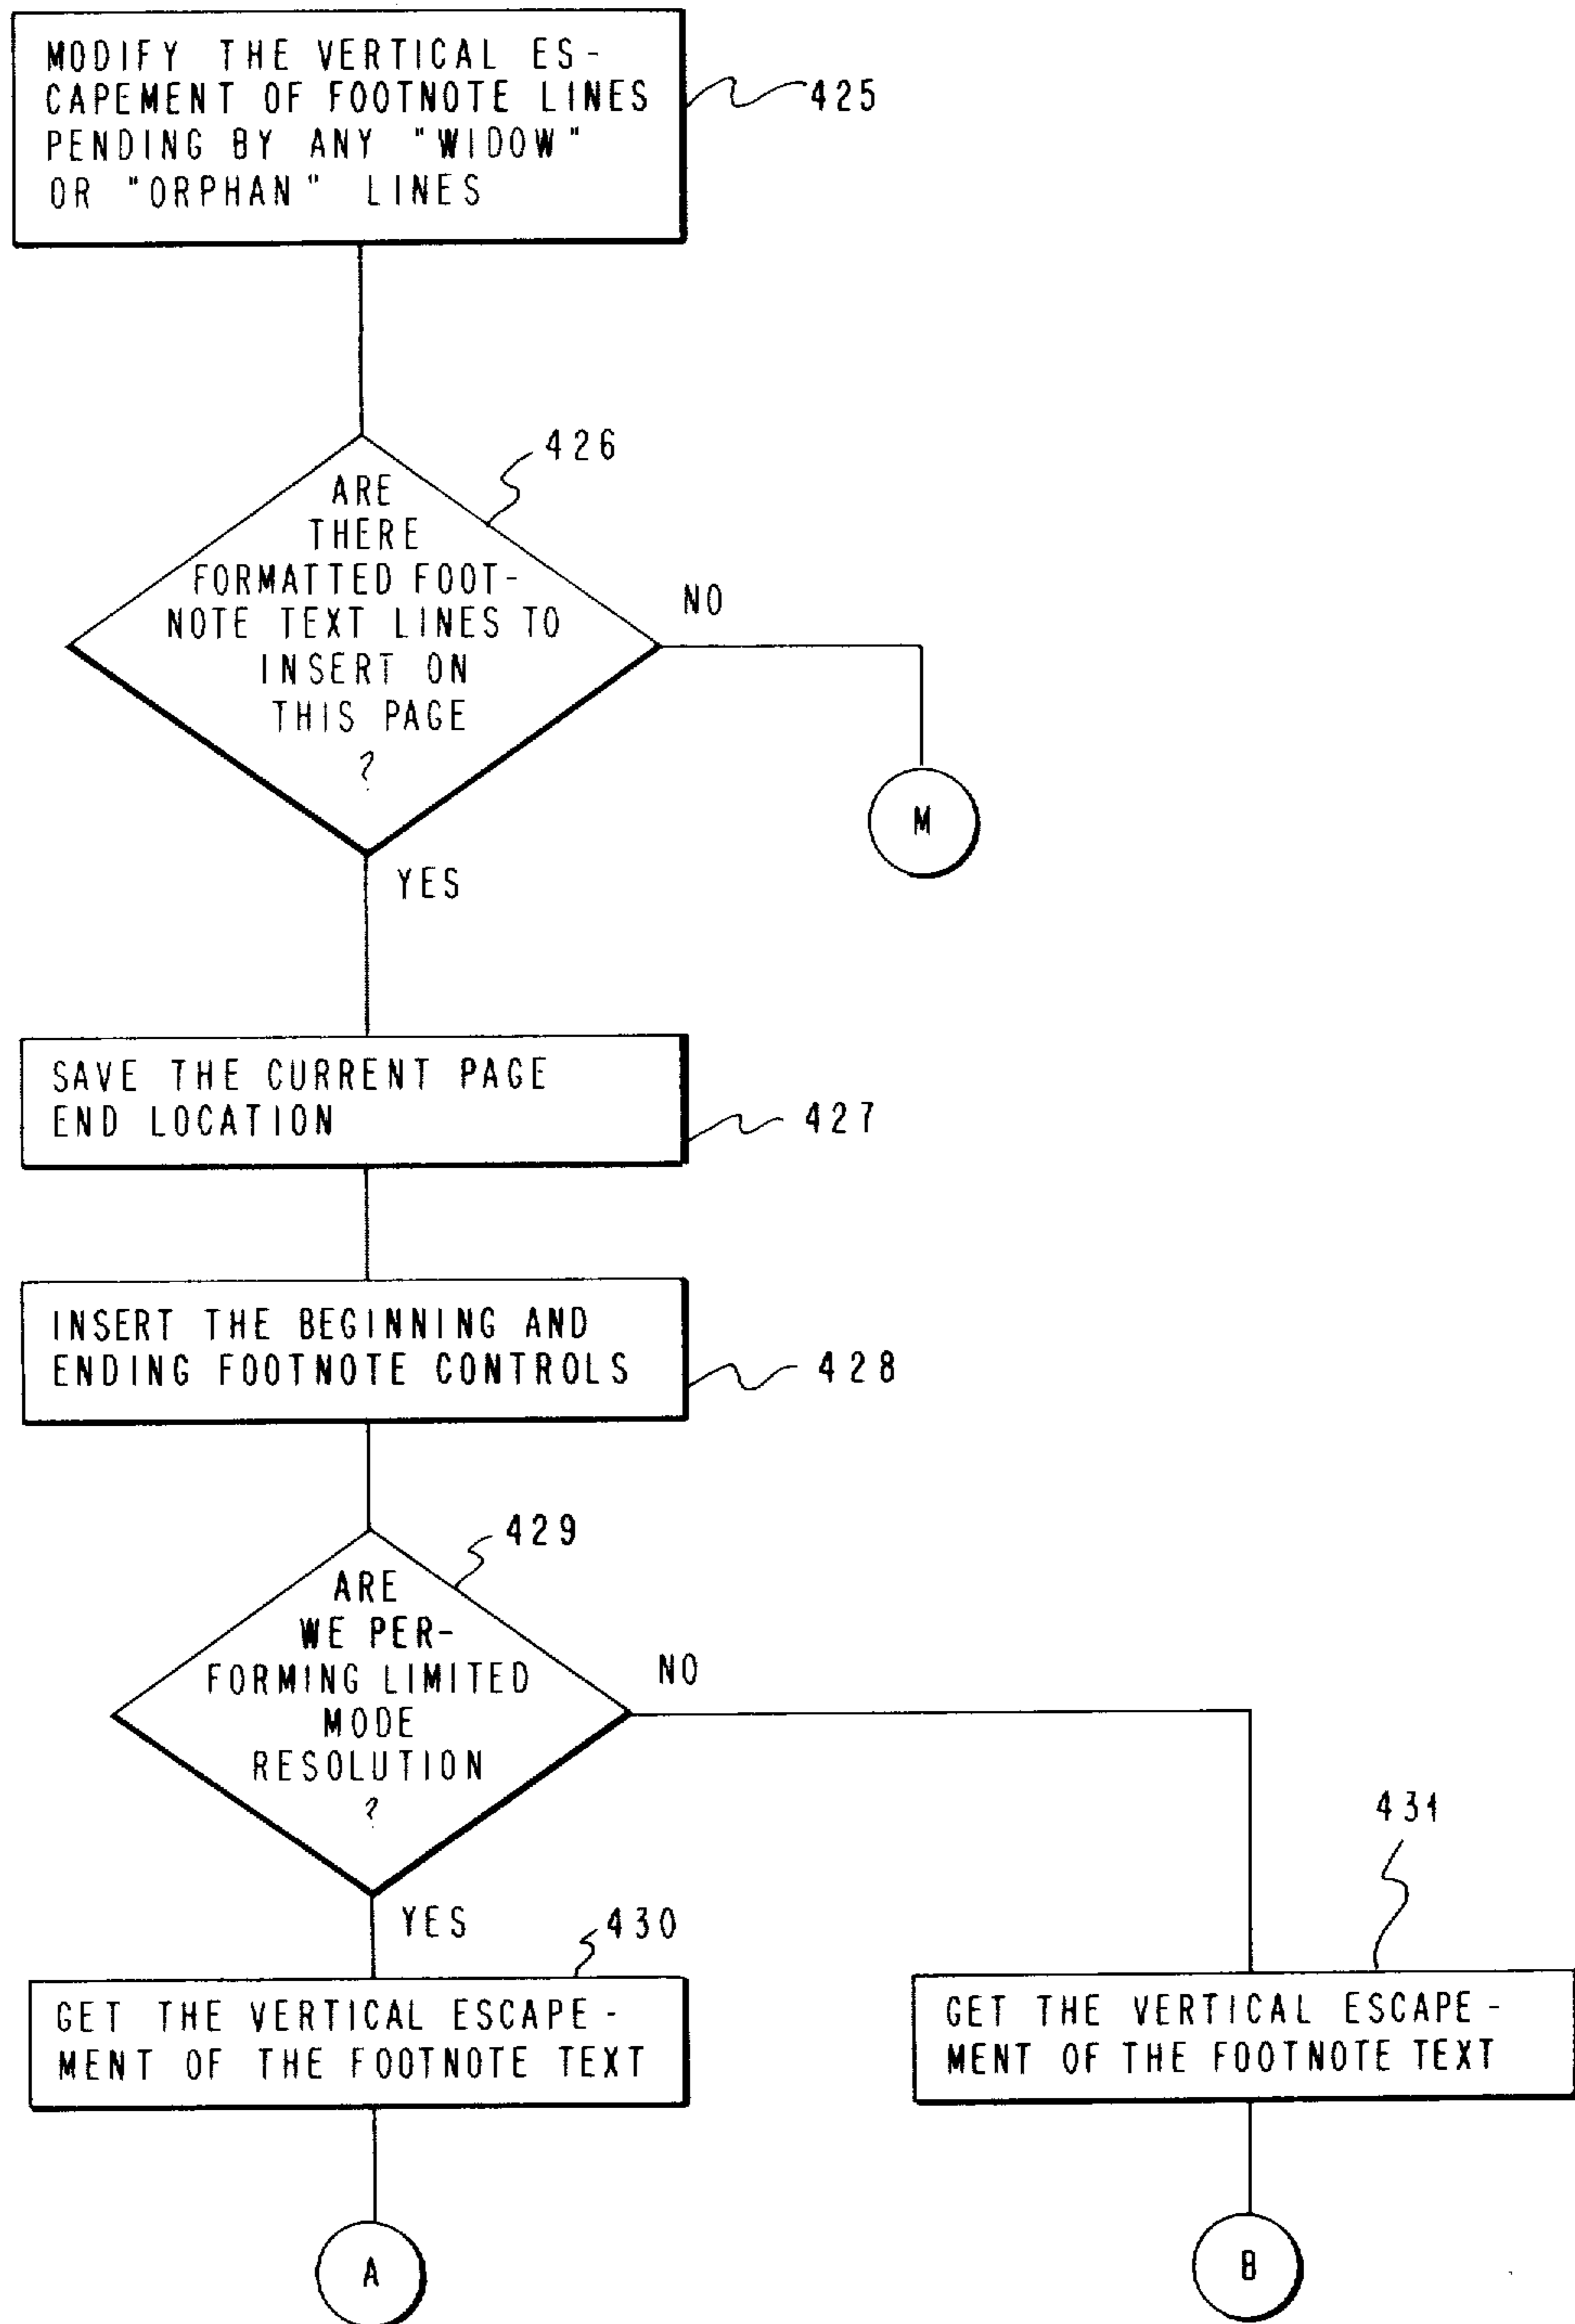 MODIFY THE VERTICAL ES-
CAPEMENT OF FOOTNOTE LINES
PENDING BY ANY "WIDOW"
OR "ORPHAN" LINES
425
426
ARE
THERE
FORMATTED FOOT-
NOTE TEXT LINES TO
INSERT ON
THIS PAGE
?
NO
M
YES
SAVE THE CURRENT PAGE
END LOCATION
427
INSERT THE BEGINNING AND
ENDING FOOTNOTE CONTROLS
428
429
ARE
WE PER-
FORMING LIMITED
MODE
RESOLUTION
?
NO
YES
430
431
GET THE VERTICAL ESCAPE-
MENT OF THE FOOTNOTE TEXT
GET THE VERTICAL ESCAPE-
MENT OF THE FOOTNOTE TEXT
A
B